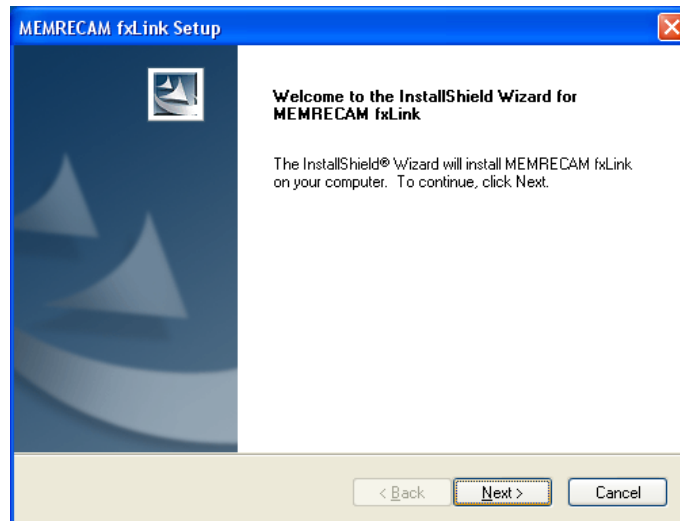 MEMRECAM fxLink Setup
Welcome to the InstallShield Wizard for
MEMRECAM fxLink
The InstallShield® Wizard will install MEMRECAM fxLink
on your computer. To continue, click Next.
< Back
Next >
Cancel